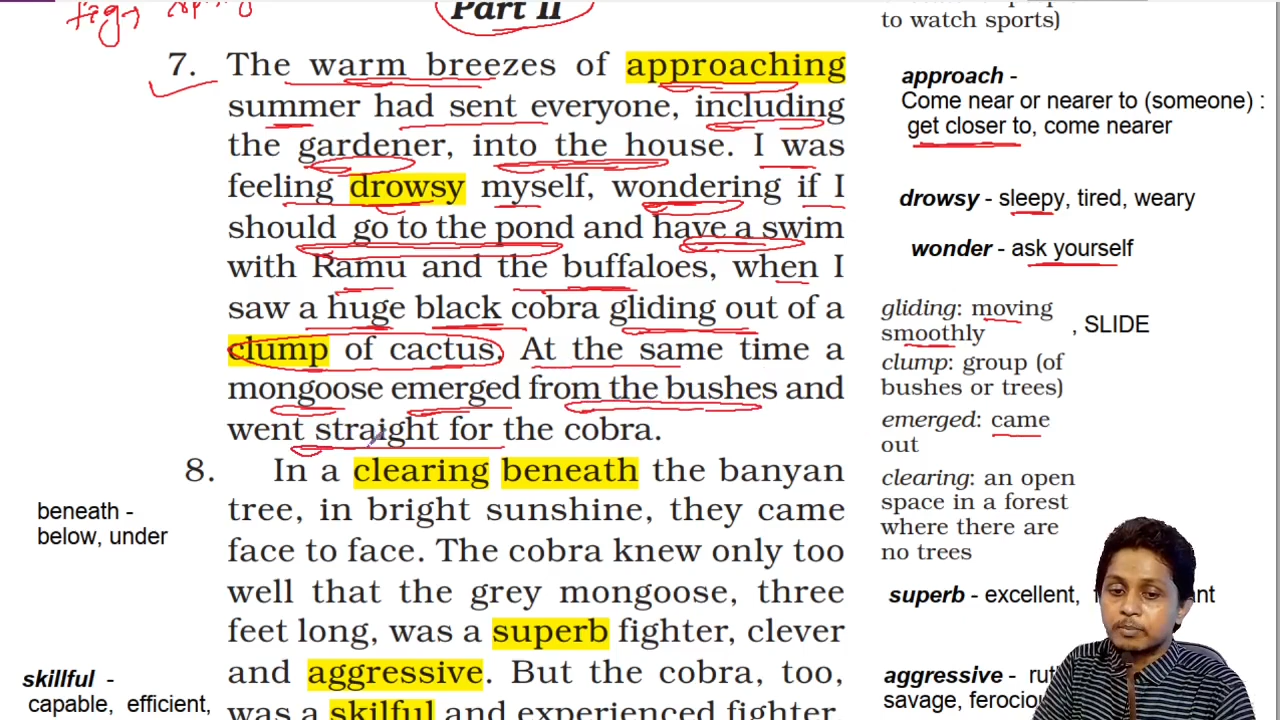 Part II
to watch sports)
7. The warm breezes of approaching
summer had sent everyone, including
the gardener, into the house. I was
feeling drowsy myself, wondering if I
should go to the pond and have a swim
with Ramu and the buffaloes, when I
saw a huge black cobra gliding out of a
clump of cactus. At the same time a
mongoose emerged from the bushes and
went straight for the cobra.
approach -
Come near or nearer to (someone) :
get closer to, come nearer
drowsy - sleepy, tired, weary
wonder - ask yourself
gliding: moving
smoothly , SLIDE
clump: group (of
bushes or trees)
emerged: came
out
8. In a clearing beneath the banyan
tree, in bright sunshine, they came
face to face. The cobra knew only too
well that the grey mongoose, three
feet long, was a superb fighter, clever
and aggressive. But the cobra, too,
was a skilful and experienced fighter.
clearing: an open
space in a forest
where there are
no trees
beneath -
below, under
superb - excellent,
aggressive -
savage,
skillful -
capable, efficient,